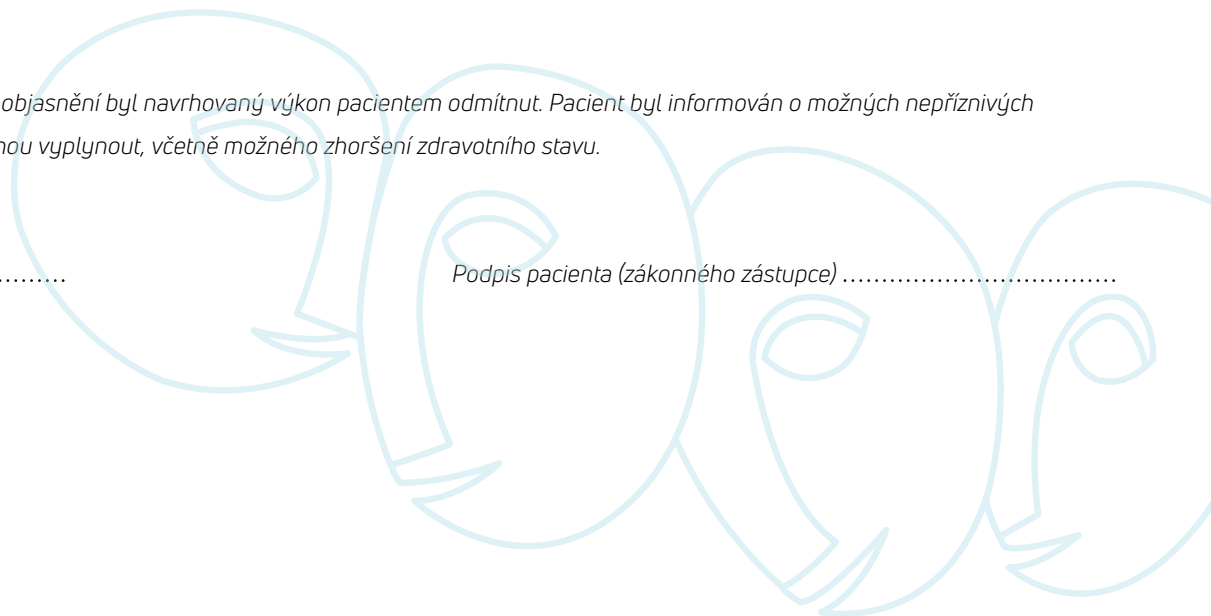 objasnění byl navrhovaný výkon pacientem odmítnut. Pacient byl informován o možných nepříznivých
vyplynout, včetně možného zhoršení zdravotního stavu.
.......... Podpis pacienta (zákonného zástupce) ...................................